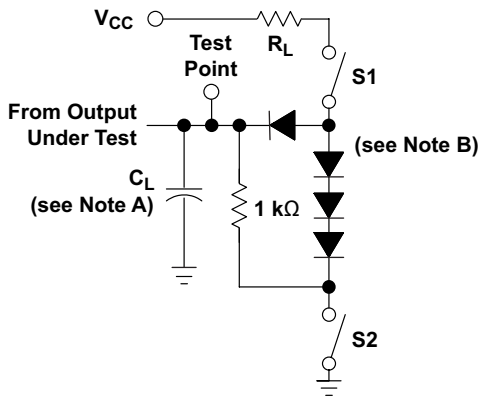 VCC
RL
S1
Test
Point
From Output
Under Test
(see Note B)
CL
(see Note A)
1 kΩ
S2